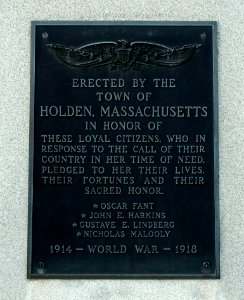 ERECTED BY THE
TOWN OF
HOLDEN, MASSACHUSETTS
IN HONOR OF
THESE LOYAL CITIZENS, WHO IN
RESPONSE TO THE CALL OF THEIR
COUNTRY IN HER TIME OF NEED,
PLEDGED TO HER THEIR LIVES,
THEIR FORTUNES AND THEIR
SACRED HONOR.
★ OSCAR FANT
★ JOHN E. HARKINS
★ GUSTAVE E. LINDBERG
★ NICHOLAS MALOOLY
1914 — WORLD WAR — 1918